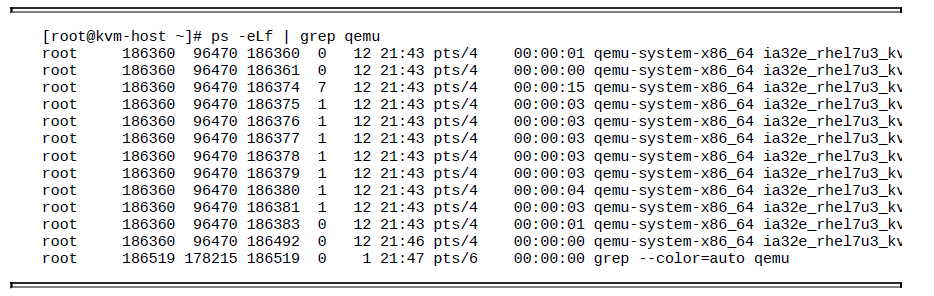 [root@kvm-host ~]# ps -eLf | grep qemu
root     186360  96470 186360  0   12 21:43 pts/4    00:00:01 qemu-system-x86_64 ia32e_rhel7u3_kv
root     186360  96470 186361  0   12 21:43 pts/4    00:00:00 qemu-system-x86_64 ia32e_rhel7u3_kv
root     186360  96470 186374  7   12 21:43 pts/4    00:00:15 qemu-system-x86_64 ia32e_rhel7u3_kv
root     186360  96470 186375  1   12 21:43 pts/4    00:00:03 qemu-system-x86_64 ia32e_rhel7u3_kv
root     186360  96470 186376  1   12 21:43 pts/4    00:00:03 qemu-system-x86_64 ia32e_rhel7u3_kv
root     186360  96470 186377  1   12 21:43 pts/4    00:00:03 qemu-system-x86_64 ia32e_rhel7u3_kv
root     186360  96470 186378  1   12 21:43 pts/4    00:00:03 qemu-system-x86_64 ia32e_rhel7u3_kv
root     186360  96470 186379  1   12 21:43 pts/4    00:00:03 qemu-system-x86_64 ia32e_rhel7u3_kv
root     186360  96470 186380  1   12 21:43 pts/4    00:00:04 qemu-system-x86_64 ia32e_rhel7u3_kv
root     186360  96470 186381  1   12 21:43 pts/4    00:00:03 qemu-system-x86_64 ia32e_rhel7u3_kv
root     186360  96470 186383  0   12 21:43 pts/4    00:00:01 qemu-system-x86_64 ia32e_rhel7u3_kv
root     186360  96470 186492  0   12 21:46 pts/4    00:00:00 qemu-system-x86_64 ia32e_rhel7u3_kv
root     186519 178215 186519  0    1 21:47 pts/6    00:00:00 grep --color=auto qemu